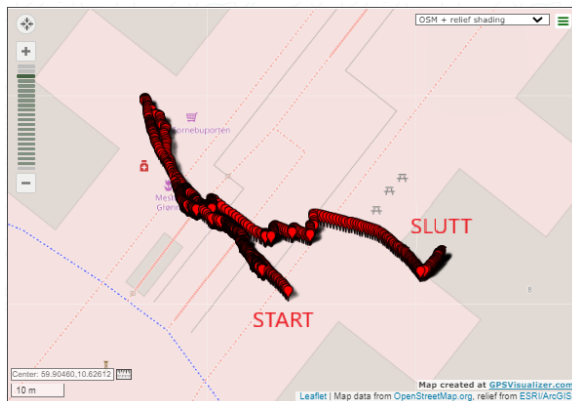 OSM + relief shading
Fornebuporten
SLUTT
START
Center: 59.90460,10.62612
10 m
Map created at GPSVisualizer.com
Leaflet | Map data from OpenStreetMap.org, relief from ESRI/ArcGIS